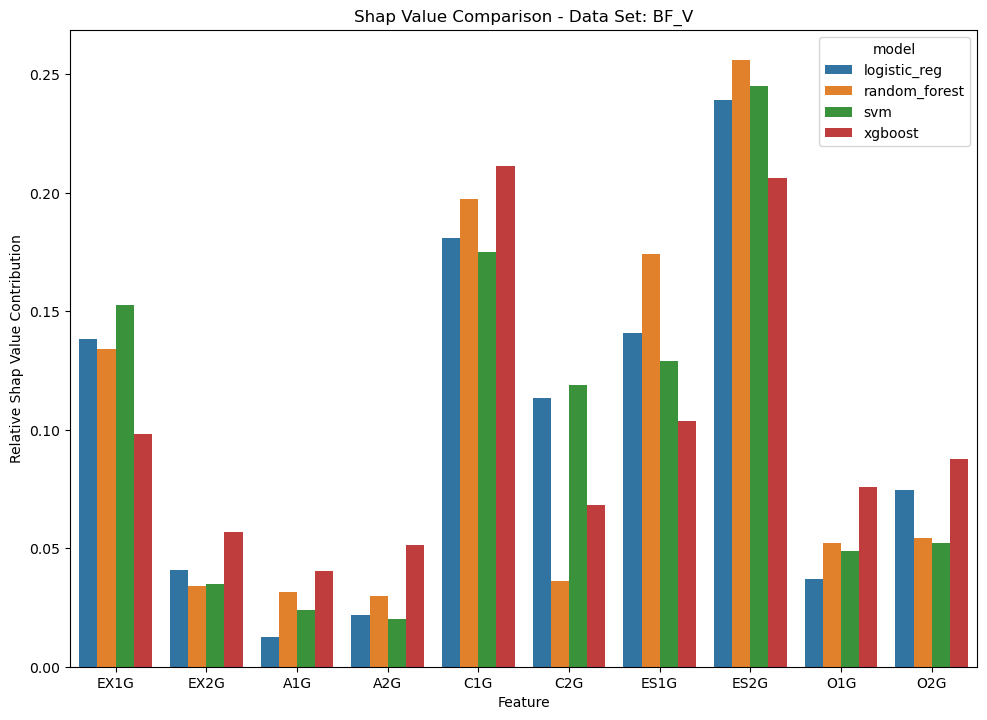 Shap Value Comparison - Data Set: BF_V
model
logistic_reg
random_forest
svm
xgboost
Relative Shap Value Contribution
0.25
0.20
0.15
0.10
0.05
0.00
EX1G EX2G A1G A2G C1G C2G ES1G ES2G O1G O2G
Feature